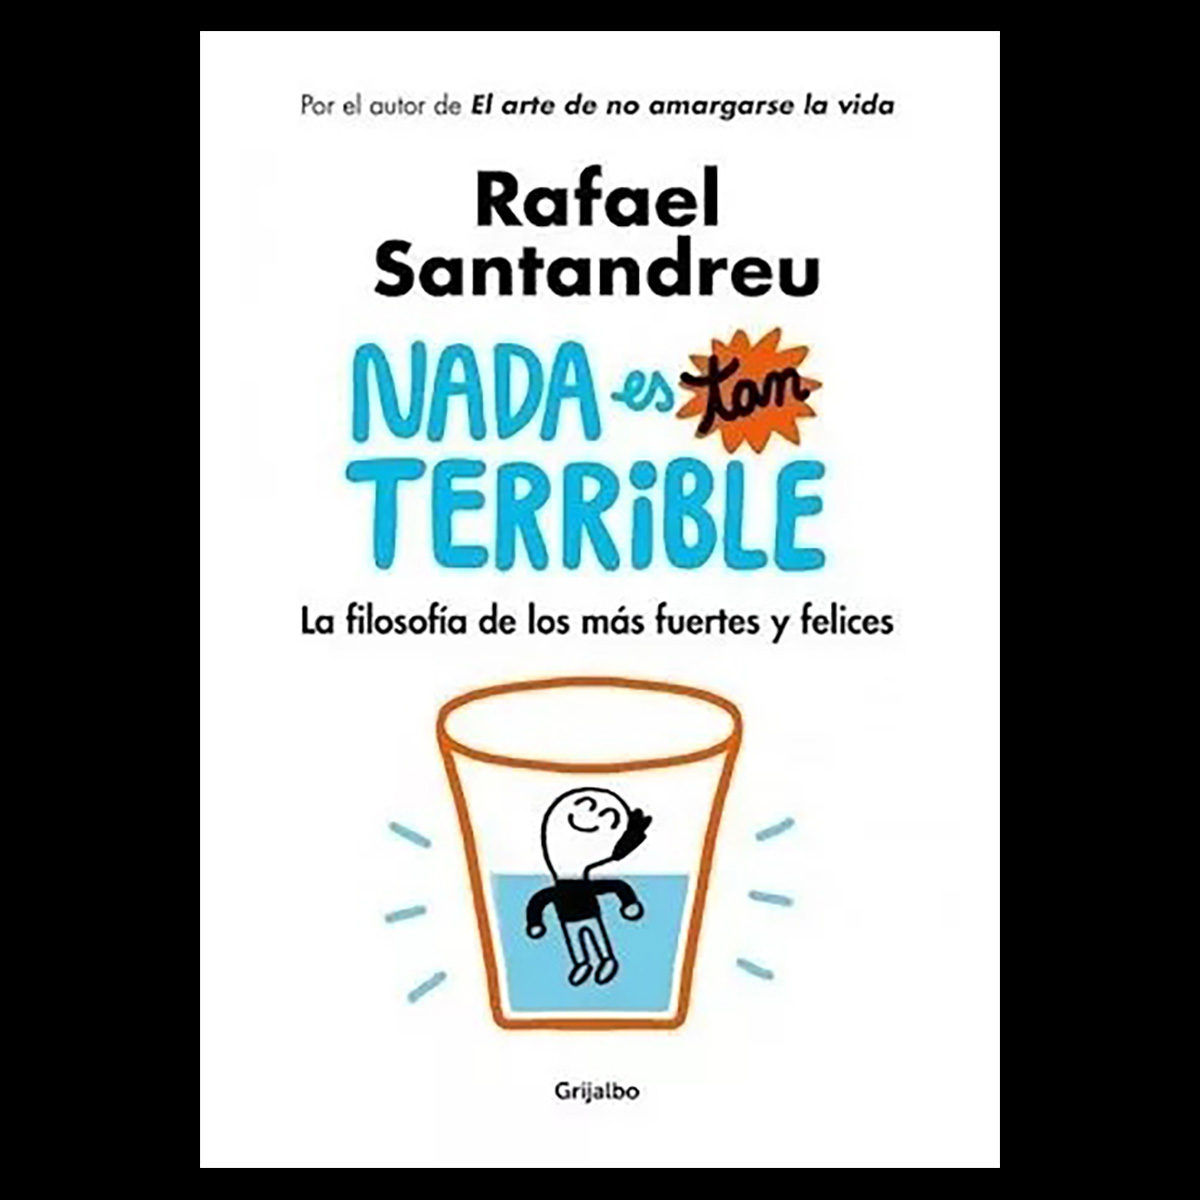 Por el autor de El arte de no amargarse la vida
Rafael
Santandreu
NADA es tan
TERRiBLE
La filosofía de los más fuertes y felices
Grijalbo